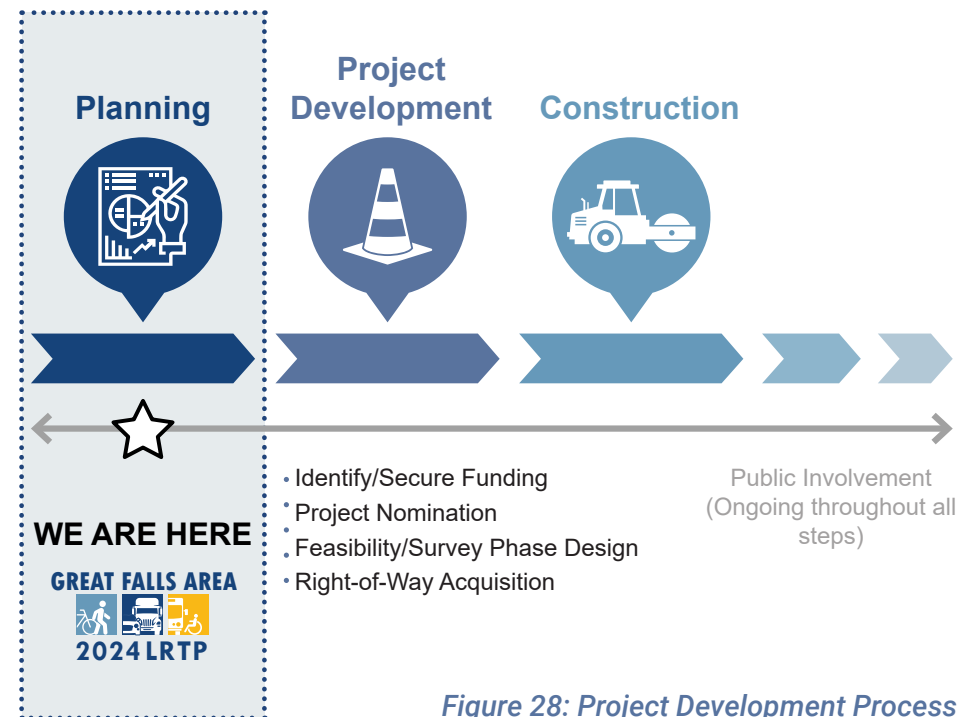 Planning
Project
Development
Construction
WE ARE HERE
GREAT FALLS AREA
2024 LRTP
• Identify/Secure Funding
• Project Nomination
• Feasibility/Survey Phase Design
• Right-of-Way Acquisition
Public Involvement
(Ongoing throughout all
steps)
Figure 28: Project Development Process